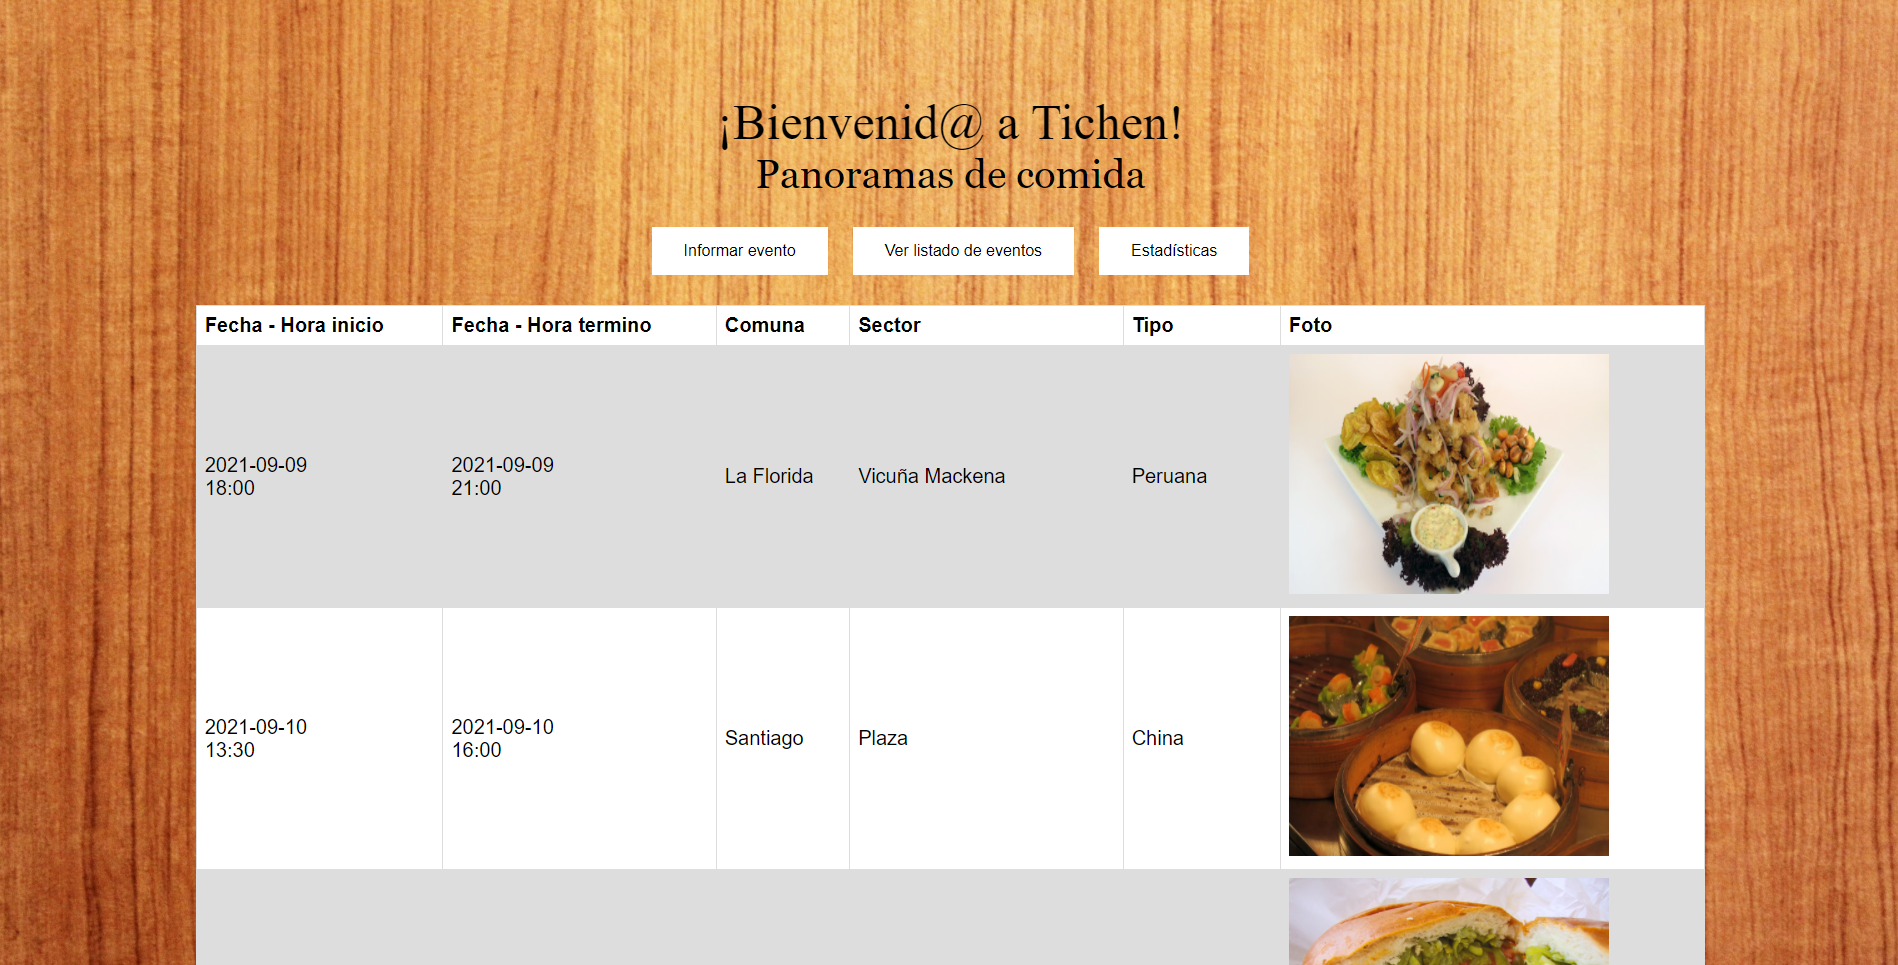 ¡Bienvenid@ a Tichen!
Panoramas de comida
Informar evento
Ver listado de eventos
Estadísticas
Fecha - Hora inicio
Fecha - Hora termino
Comuna
Sector
Tipo
Foto
2021-09-09
18:00
2021-09-09
21:00
La Florida
Vicuña Mackena
Peruana
2021-09-10
13:30
2021-09-10
16:00
Santiago
Plaza
China